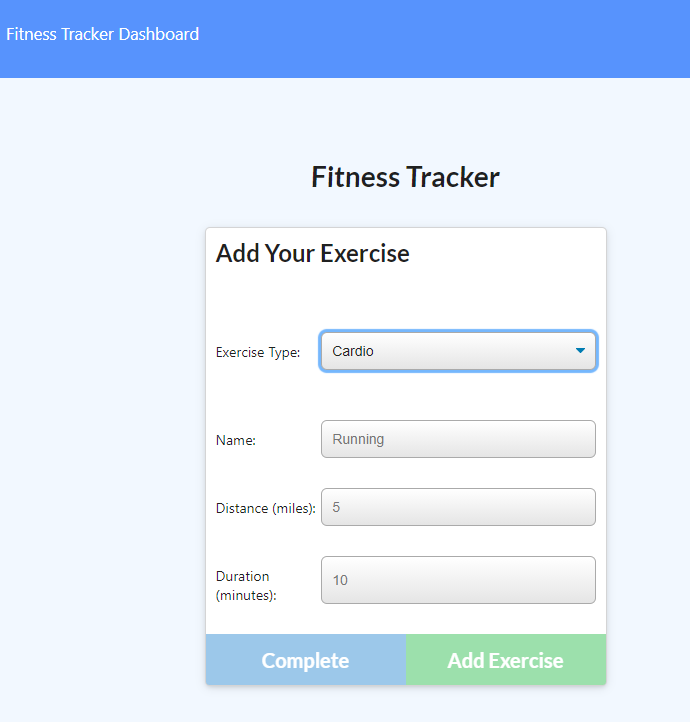 Fitness Tracker Dashboard
Fitness Tracker
Add Your Exercise
Exercise Type: Cardio
Name: Running
Distance (miles): 5
Duration
(minutes): 10
Complete Add Exercise